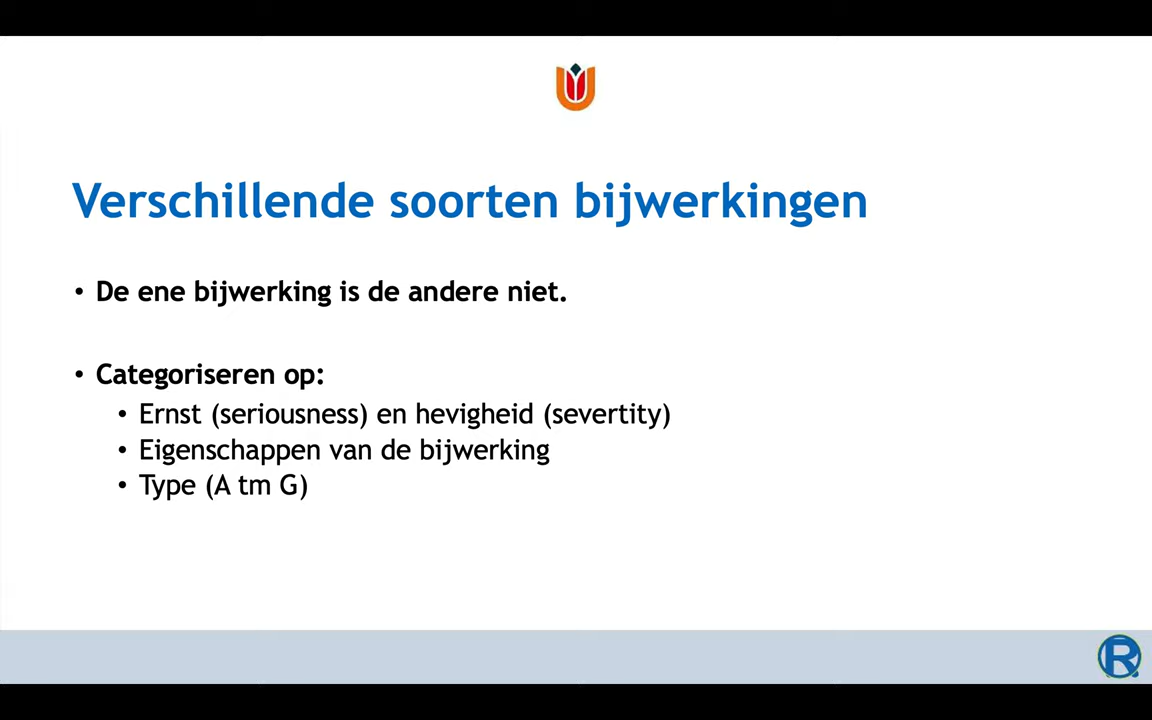 Verschillende soorten bijwerkingen
• De ene bijwerking is de andere niet.
• Categoriseren op:
• Ernst (seriousness) en hevigheid (severtity)
• Eigenschappen van de bijwerking
• Type (A tm G)
R